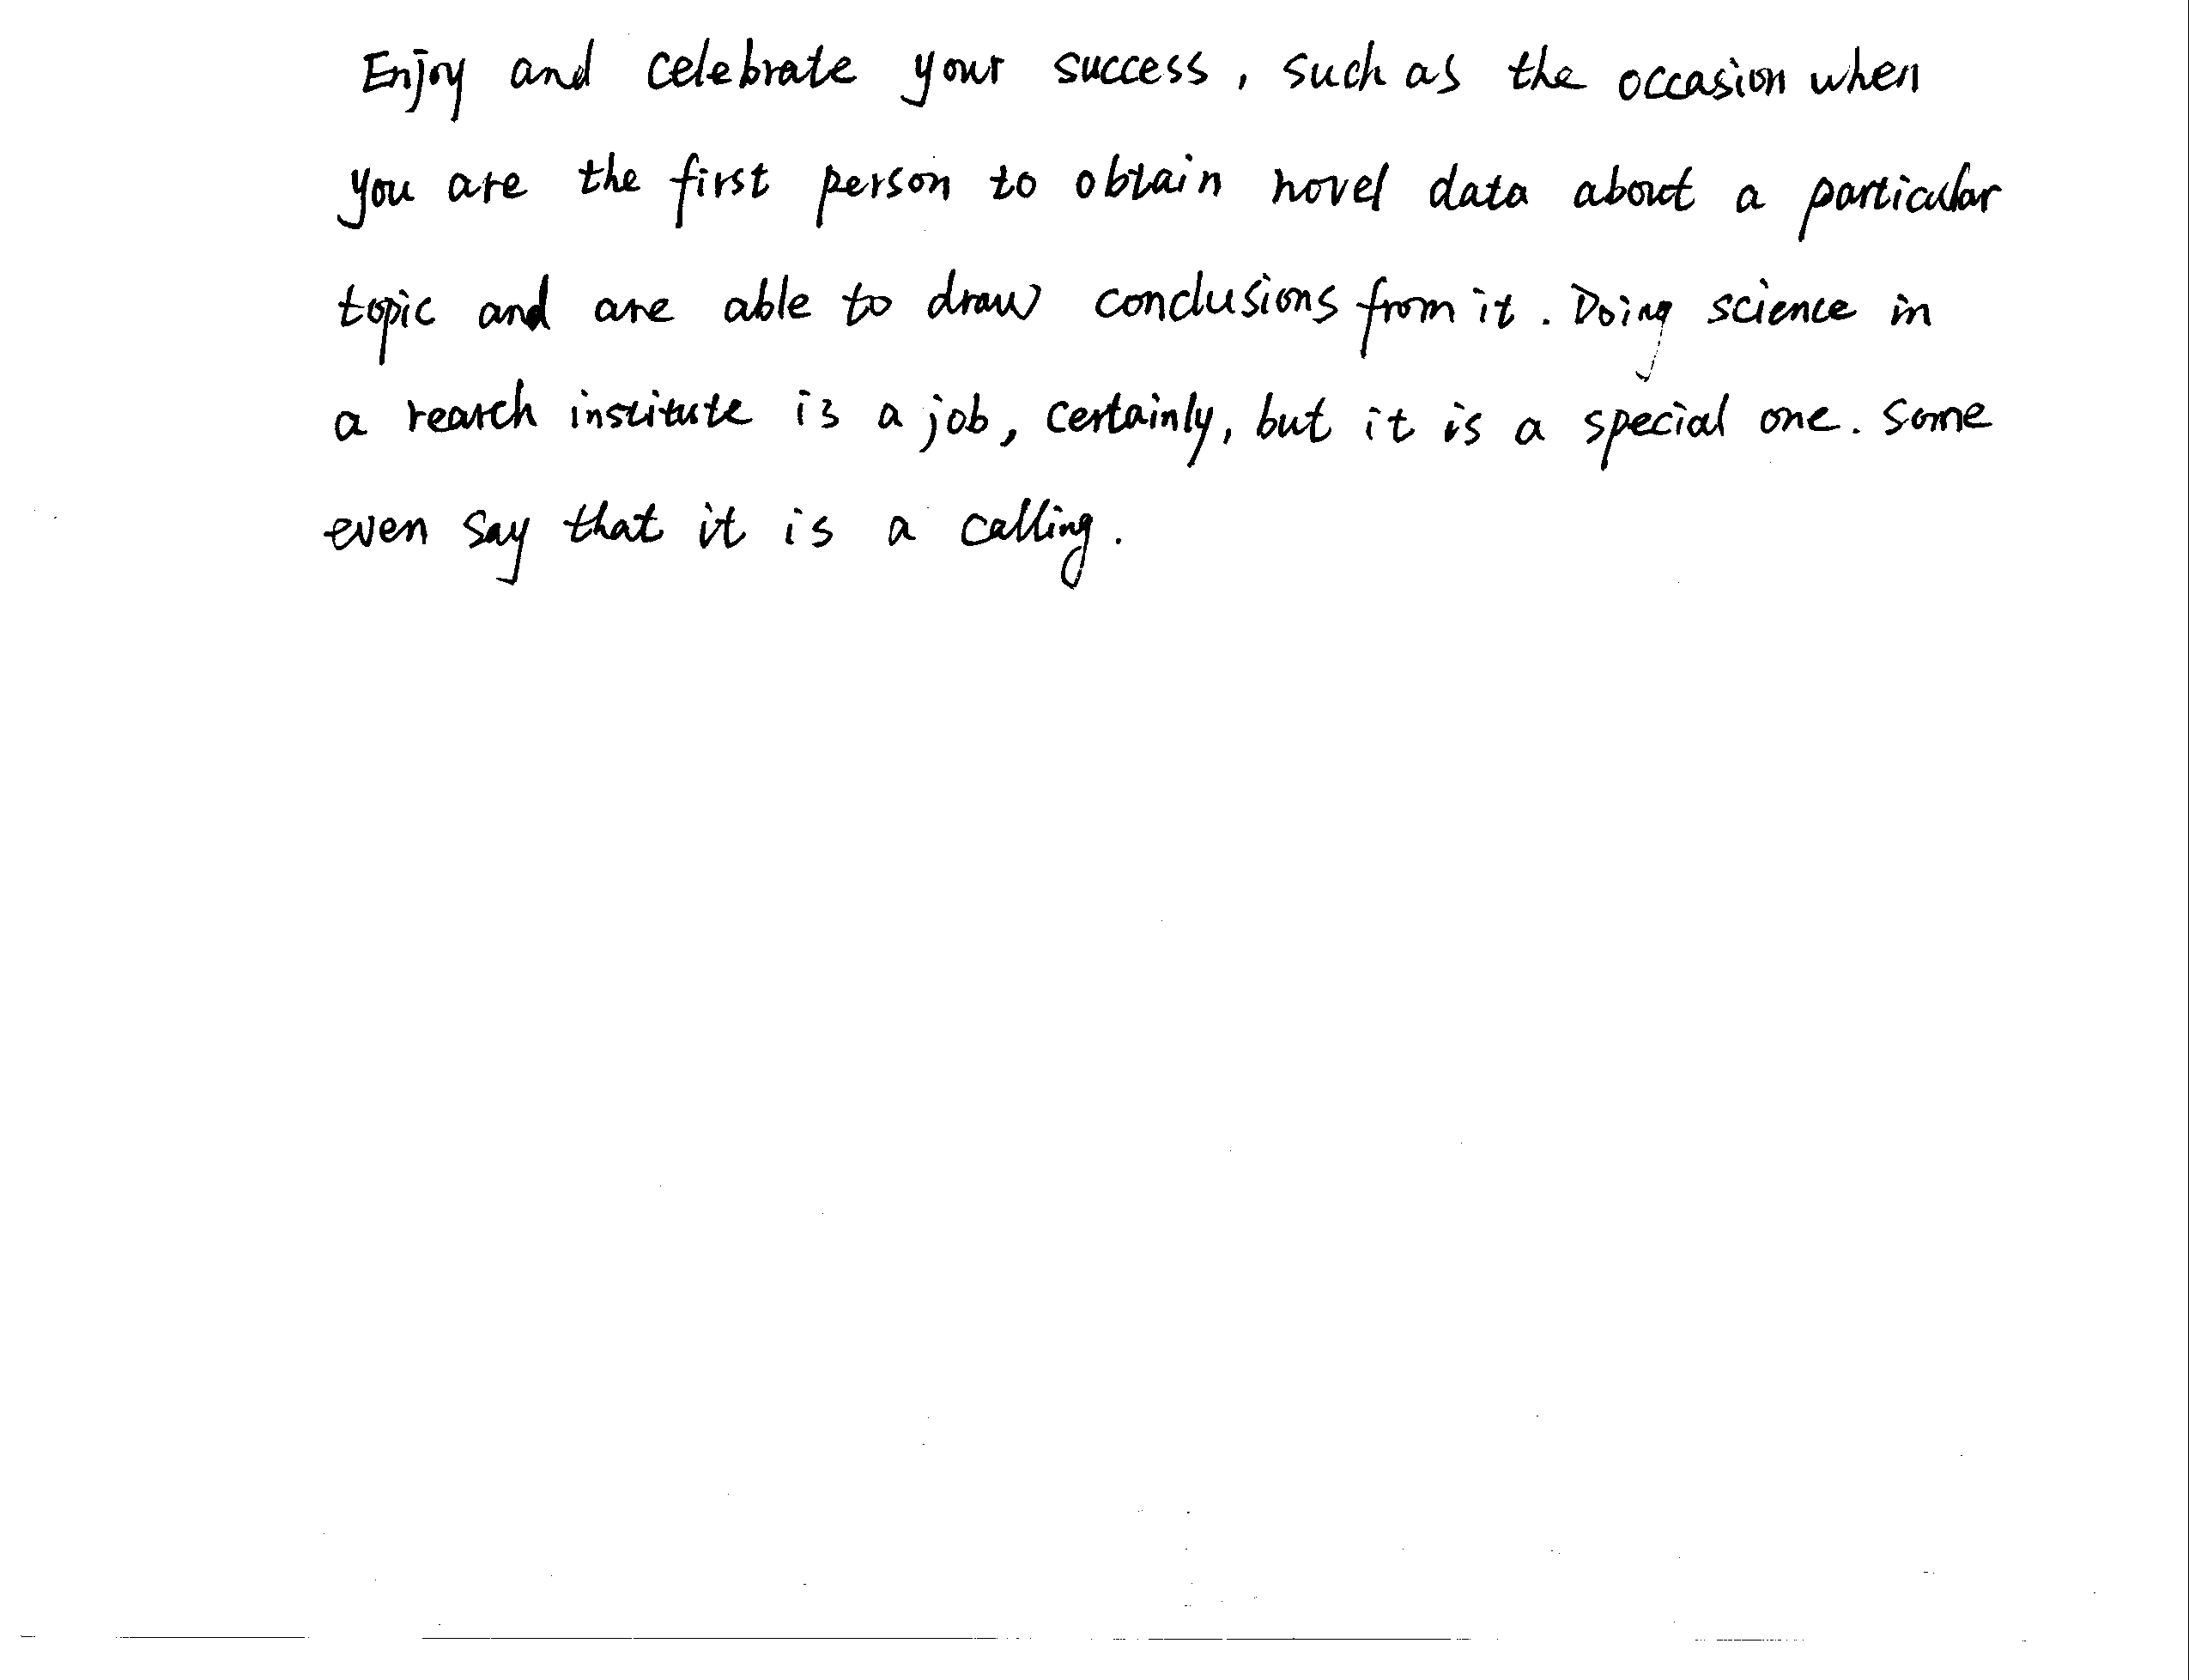 Enjoy and celebrate your success, such as the occasion when
you are the first person to obtain novel data about a particular
topic and are able to draw conclusions from it. Doing science in
a rearch institute is a job, certainly, but it is a special one. Some
even say that it is a calling.